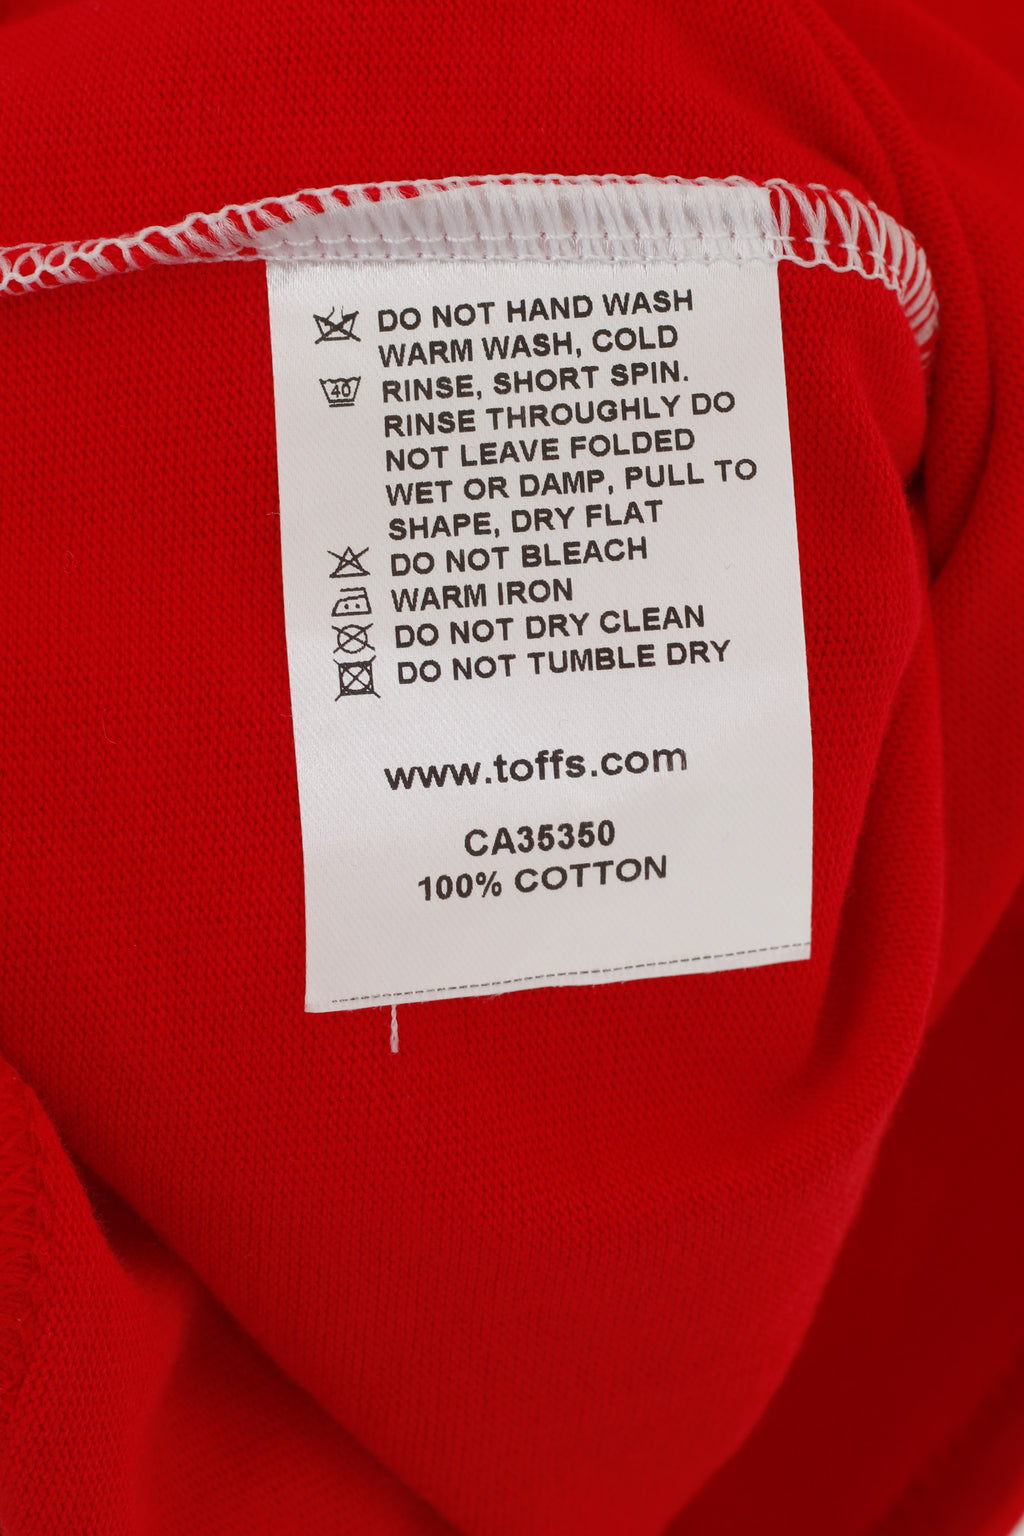 DO NOT HAND WASH
WARM WASH, COLD
40 RINSE, SHORT SPIN.
RINSE THROUGHLY DO
NOT LEAVE FOLDED
WET OR DAMP, PULL TO
SHAPE, DRY FLAT
DO NOT BLEACH
WARM IRON
DO NOT DRY CLEAN
DO NOT TUMBLE DRY
www.toffs.com
CA35350
100% COTTON